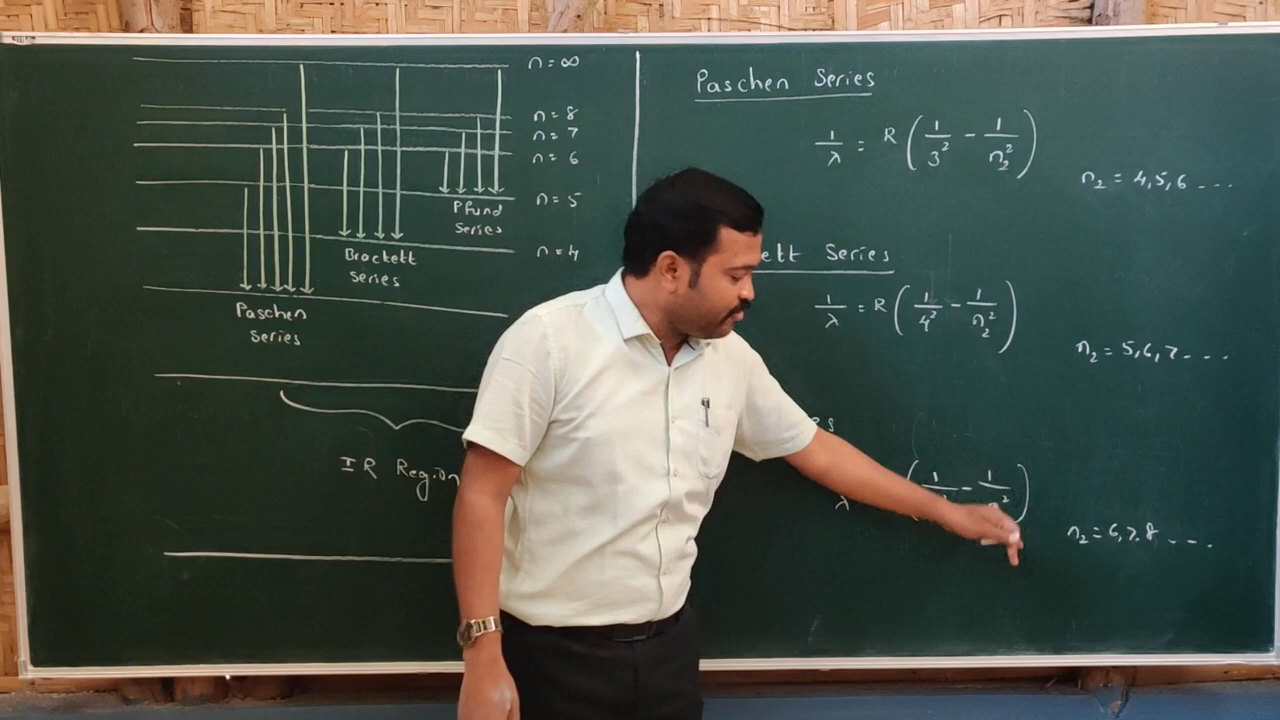 n = ∞
n = 8
n = 7
n = 6
n = 5
n = 4
Pfund
Series
Brackett
Series
Paschen
Series
IR Region
Paschen Series
1/λ = R (1/3² - 1/n₂²)
n₂ = 4,5,6 ---
ett Series
1/λ = R (1/4² - 1/n₂²)
n₂ = 5,6,7 ---
es
λ (1/ - 1/n²)
n₂ = 6,7,8 ---